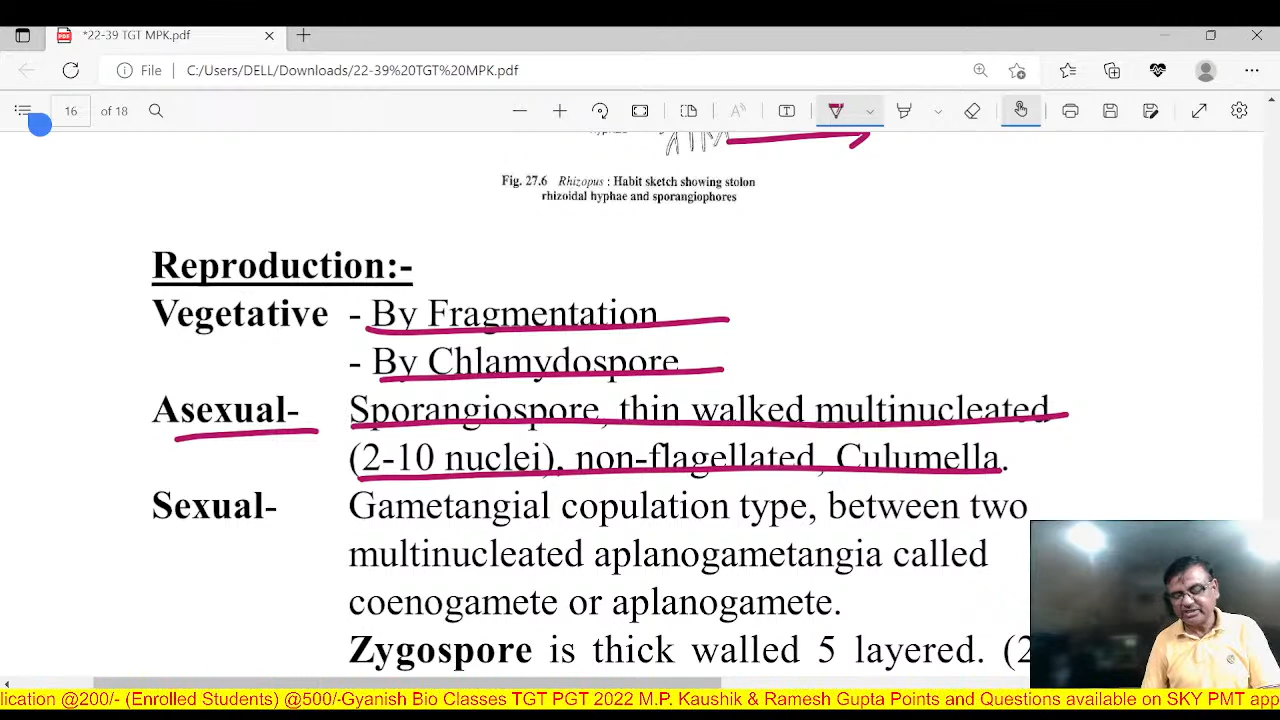 *22-39 TGT MPK.pdf
File C:/Users/DELL/Downloads/22-39%20TGT%20MPK.pdf
16 of 18
Fig. 27.6 Rhizopus : Habit sketch showing stolon
rhizoidal hyphae and sporangiophores
Reproduction:-
Vegetative - By Fragmentation
- By Chlamydospore
Asexual- Sporangiospore, thin walked multinucleated
(2-10 nuclei), non-flagellated, Culumella.
Sexual- Gametangial copulation type, between two
multinucleated aplanogametangia called
coenogamete or aplanogamete.
Zygospore is thick walled 5 layered. (2
lication @200/- (Enrolled Students) @500/-Gyanish Bio Classes TGT PGT 2022 M.P. Kaushik & Ramesh Gupta Points and Questions available on SKY PMT app